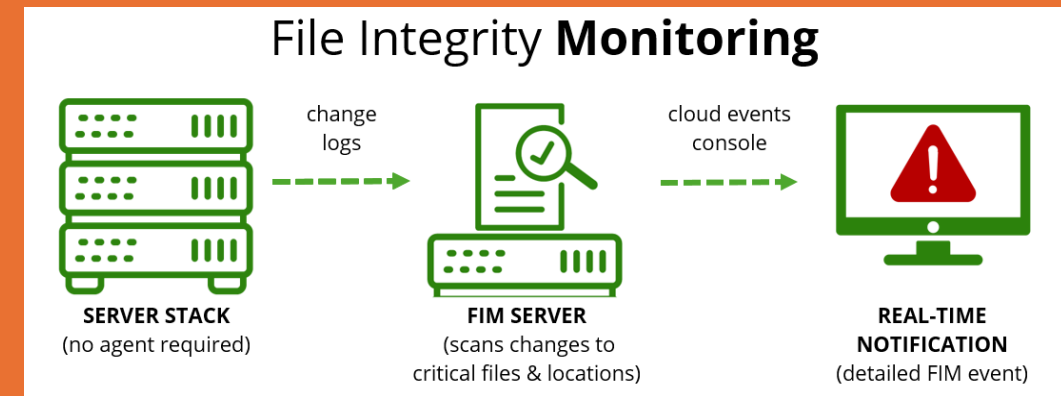 File Integrity Monitoring
change
logs
cloud events
console
SERVER STACK
(no agent required)
FIM SERVER
(scans changes to
critical files & locations)
REAL-TIME
NOTIFICATION
(detailed FIM event)